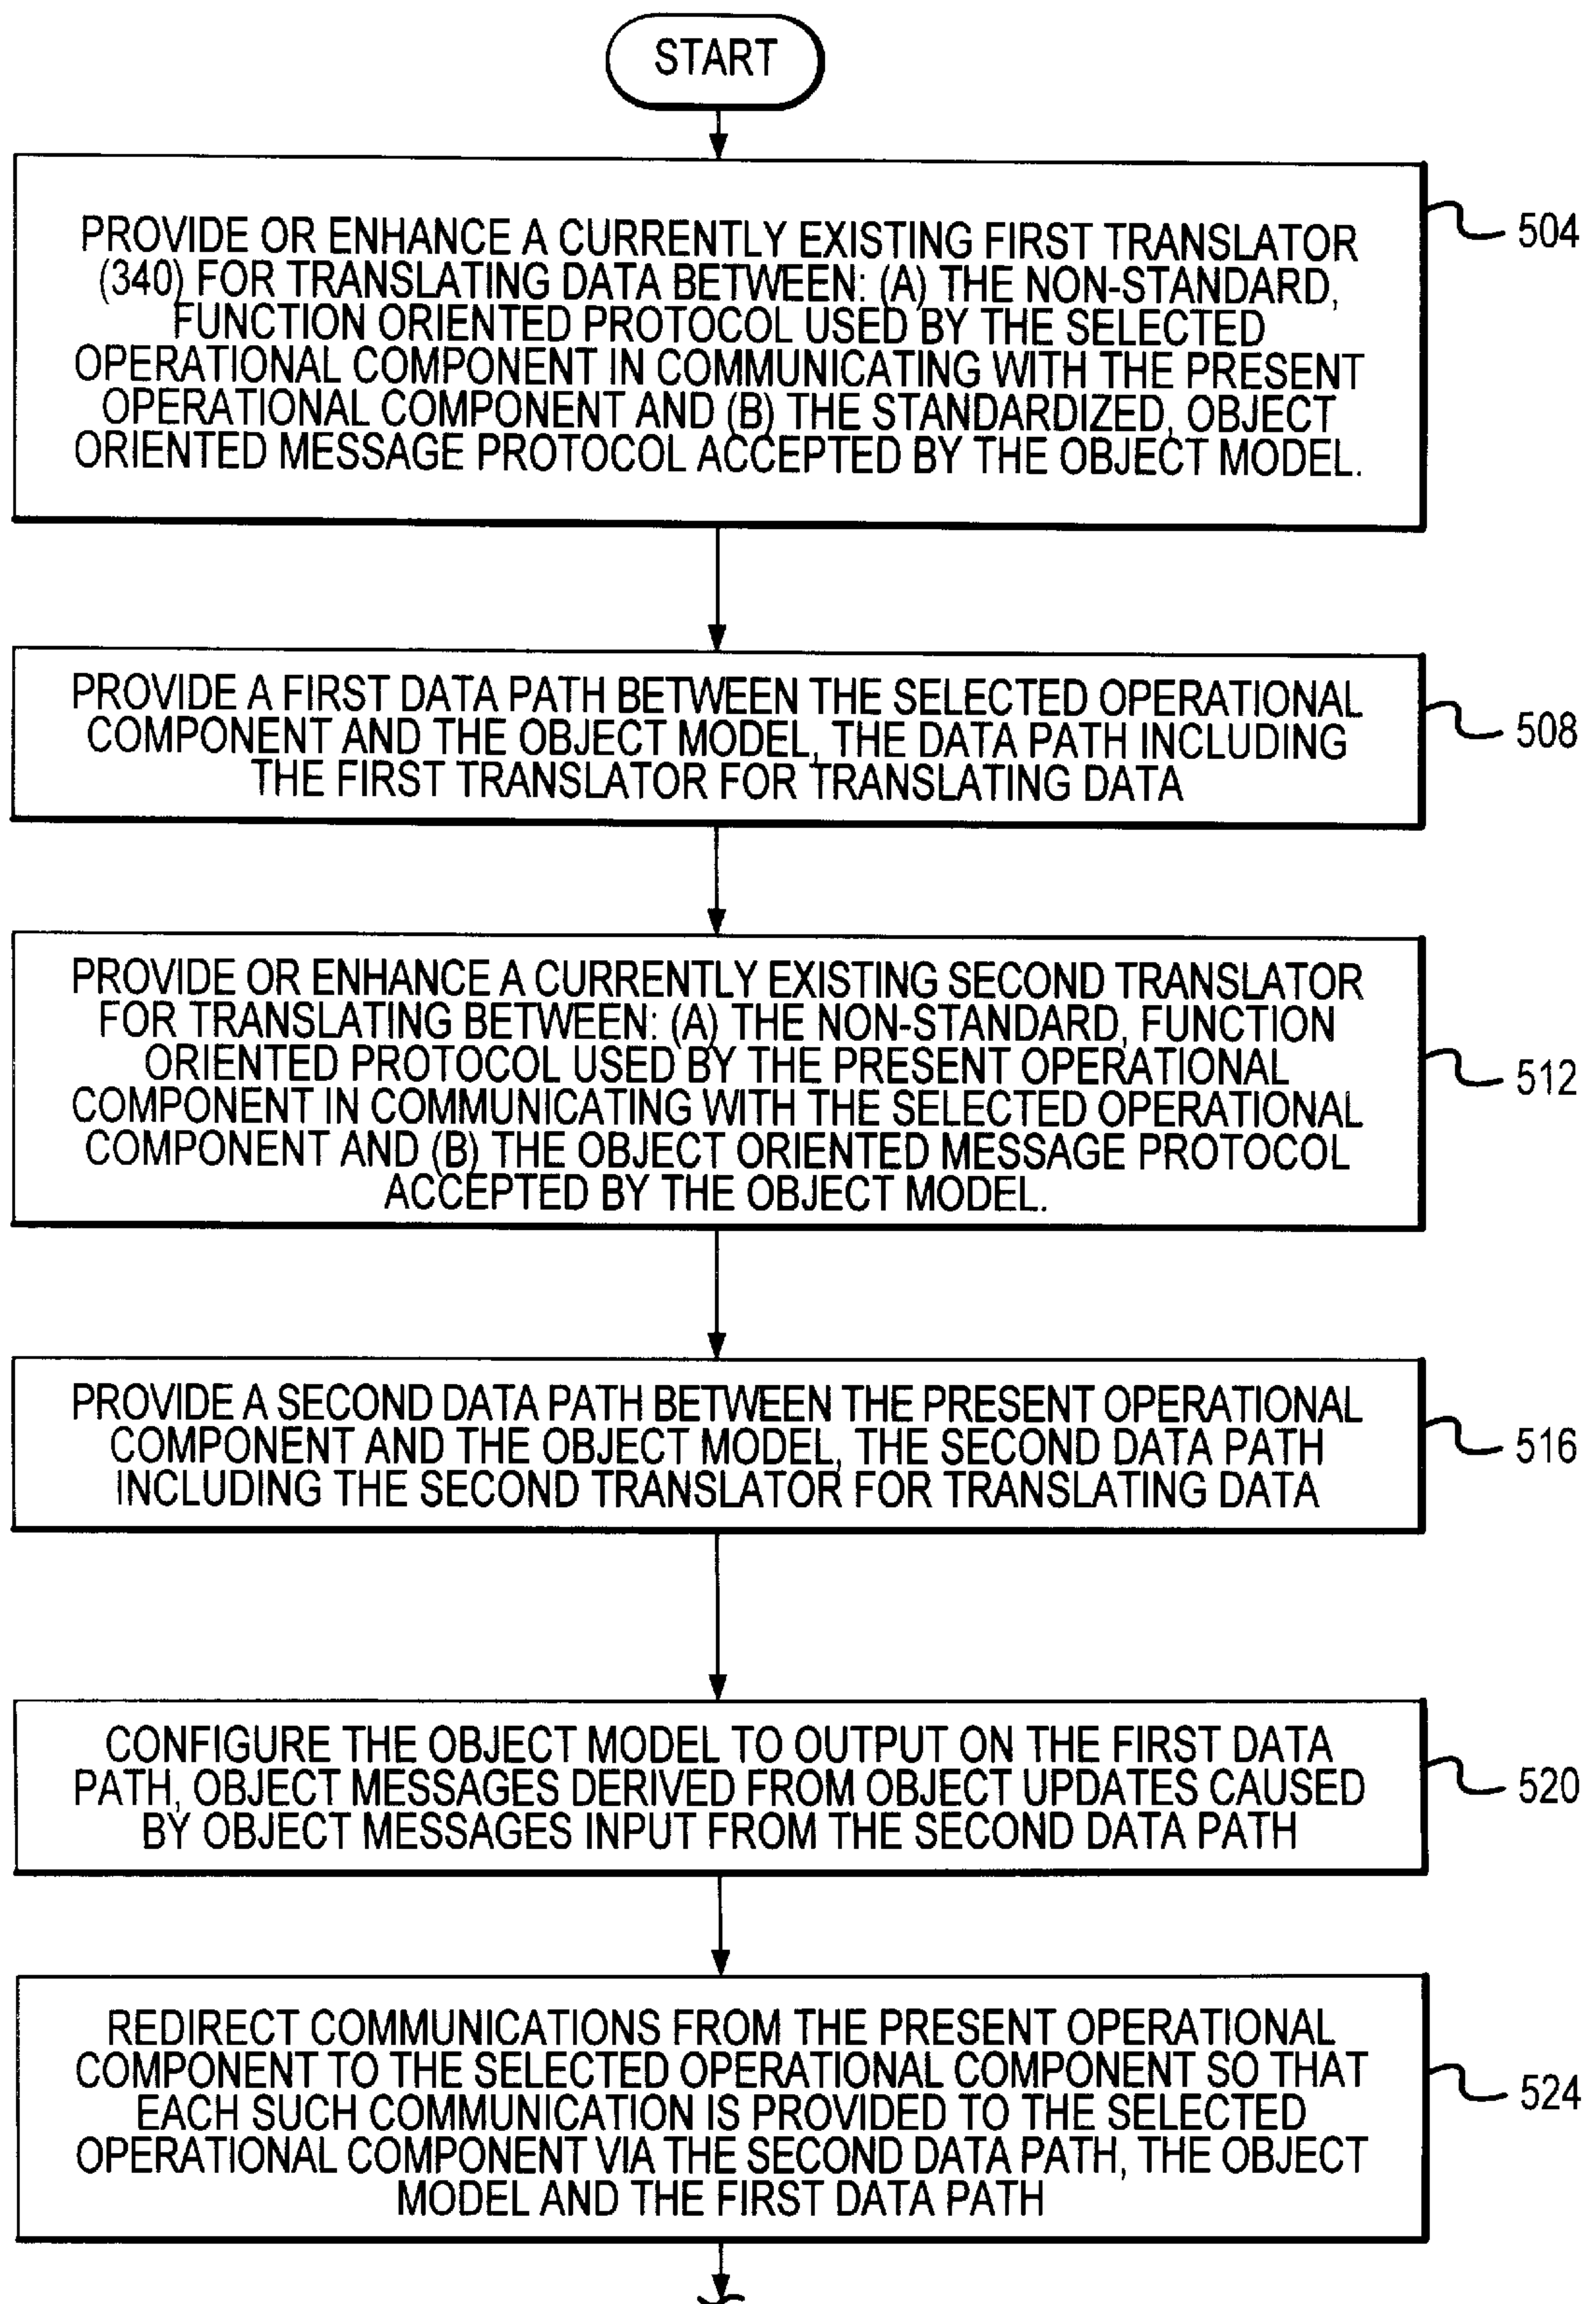 START
PROVIDE OR ENHANCE A CURRENTLY EXISTING FIRST TRANSLATOR
(340) FOR TRANSLATING DATA BETWEEN: (A) THE NON-STANDARD,
FUNCTION ORIENTED PROTOCOL USED BY THE SELECTED
OPERATIONAL COMPONENT IN COMMUNICATING WITH THE PRESENT
OPERATIONAL COMPONENT AND (B) THE STANDARDIZED, OBJECT
ORIENTED MESSAGE PROTOCOL ACCEPTED BY THE OBJECT MODEL.
504
PROVIDE A FIRST DATA PATH BETWEEN THE SELECTED OPERATIONAL
COMPONENT AND THE OBJECT MODEL, THE DATA PATH INCLUDING
THE FIRST TRANSLATOR FOR TRANSLATING DATA
508
PROVIDE OR ENHANCE A CURRENTLY EXISTING SECOND TRANSLATOR
FOR TRANSLATING BETWEEN: (A) THE NON-STANDARD, FUNCTION
ORIENTED PROTOCOL USED BY THE PRESENT OPERATIONAL
COMPONENT IN COMMUNICATING WITH THE SELECTED OPERATIONAL
COMPONENT AND (B) THE OBJECT ORIENTED MESSAGE PROTOCOL
ACCEPTED BY THE OBJECT MODEL.
512
PROVIDE A SECOND DATA PATH BETWEEN THE PRESENT OPERATIONAL
COMPONENT AND THE OBJECT MODEL, THE SECOND DATA PATH
INCLUDING THE SECOND TRANSLATOR FOR TRANSLATING DATA
516
CONFIGURE THE OBJECT MODEL TO OUTPUT ON THE FIRST DATA
PATH, OBJECT MESSAGES DERIVED FROM OBJECT UPDATES CAUSED
BY OBJECT MESSAGES INPUT FROM THE SECOND DATA PATH
520
REDIRECT COMMUNICATIONS FROM THE PRESENT OPERATIONAL
COMPONENT TO THE SELECTED OPERATIONAL COMPONENT SO THAT
EACH SUCH COMMUNICATION IS PROVIDED TO THE SELECTED
OPERATIONAL COMPONENT VIA THE SECOND DATA PATH, THE OBJECT
MODEL AND THE FIRST DATA PATH
524